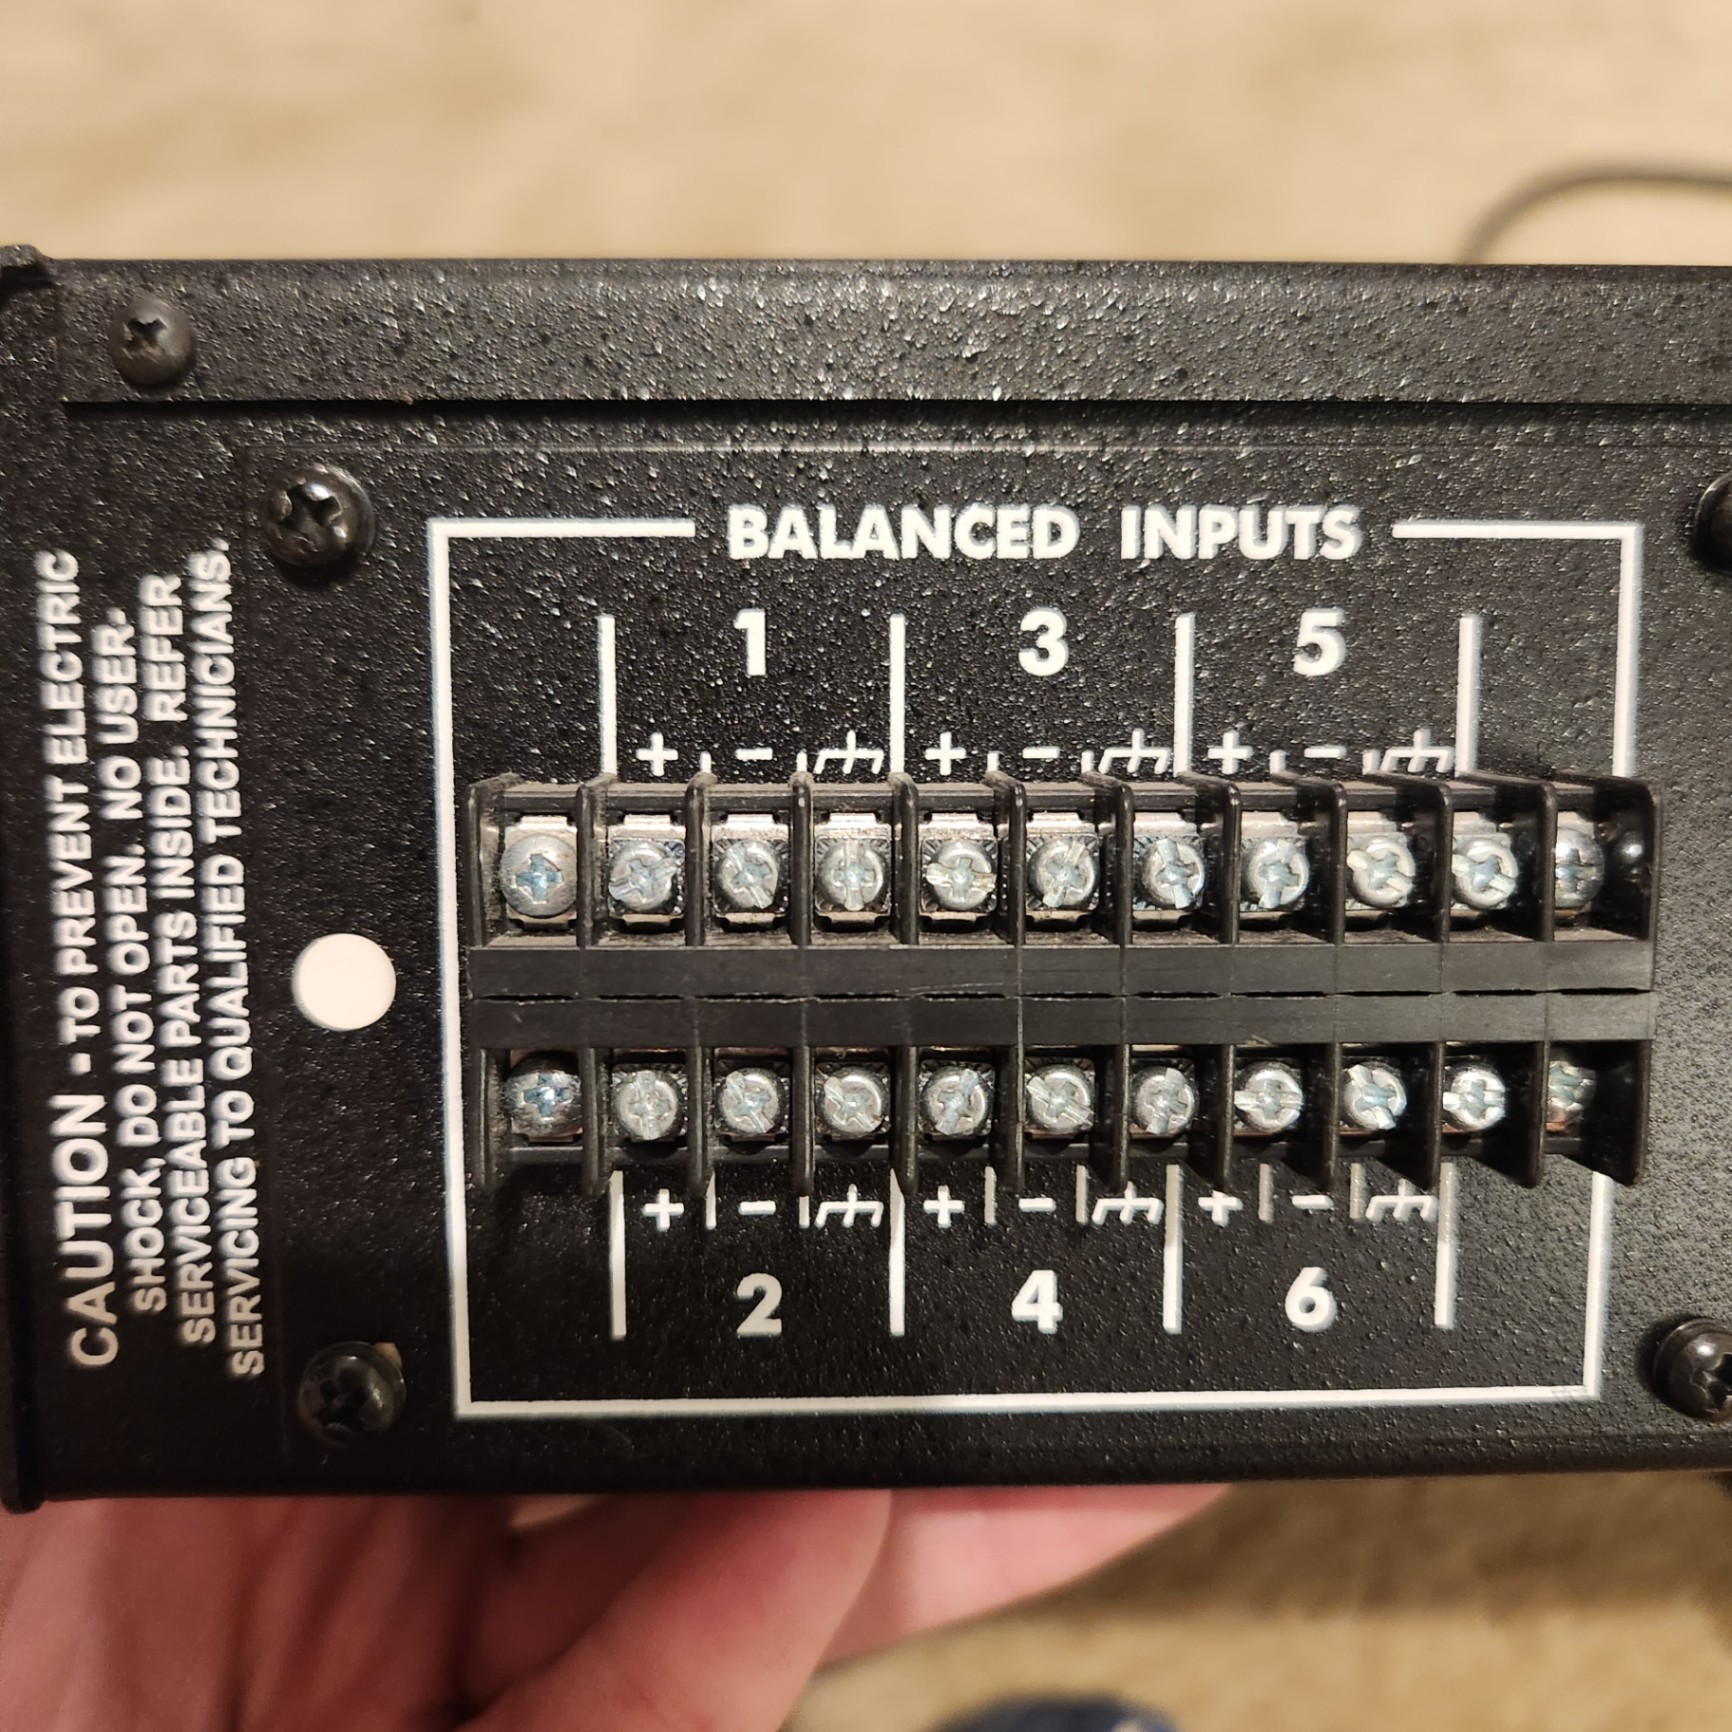 CAUTION - TO PREVENT ELECTRIC
SHOCK, DO NOT OPEN. NO USER-
SERVICEABLE PARTS INSIDE. REFER
SERVICING TO QUALIFIED TECHNICIANS.
BALANCED INPUTS
1 3 5
+ - + - + -
+ - + - + -
2 4 6